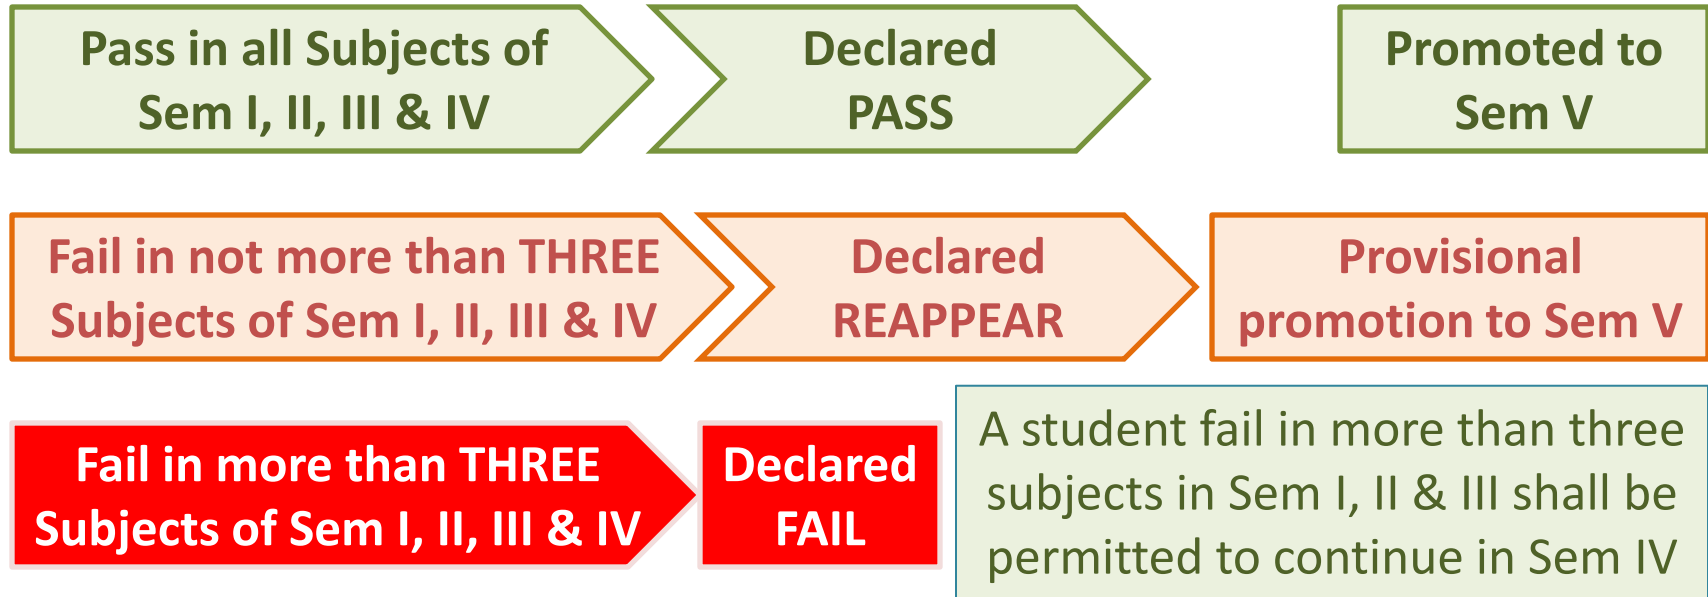 Pass in all Subjects of
Sem I, II, III & IV
Declared
PASS
Promoted to
Sem V
Fail in not more than THREE
Subjects of Sem I, II, III & IV
Declared
REAPPEAR
Provisional
promotion to Sem V
Fail in more than THREE
Subjects of Sem I, II, III & IV
Declared
FAIL
A student fail in more than three
subjects in Sem I, II & III shall be
permitted to continue in Sem IV